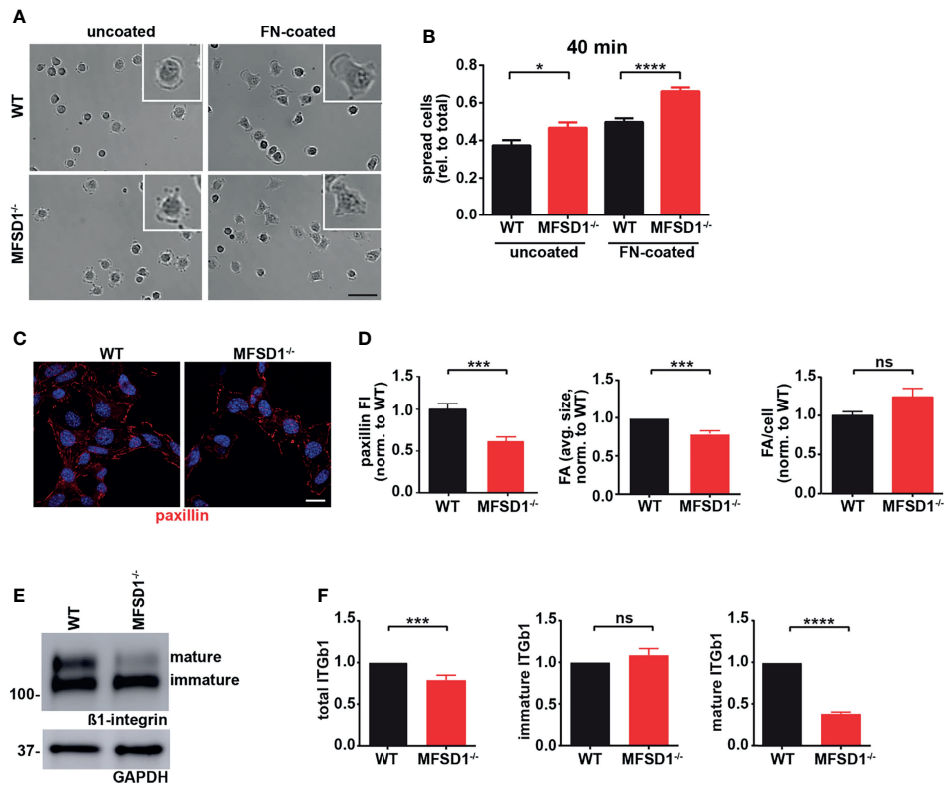 A
uncoated
FN-coated
WT
MFSD1⁻/⁻
B
40 min
spread cells
(rel. to total)
0.8
0.6
0.4
0.2
0.0
*
****
WT MFSD1⁻/⁻ WT MFSD1⁻/⁻
uncoated FN-coated
C
WT MFSD1⁻/⁻
paxillin
D
paxillin FI
(norm. to WT)
1.5
1.0
0.5
0.0
***
WT MFSD1⁻/⁻
FA (avg. size,
norm. to WT)
1.5
1.0
0.5
0.0
***
WT MFSD1⁻/⁻
FA/cell
(norm. to WT)
1.5
1.0
0.5
0.0
ns
WT MFSD1⁻/⁻
E
WT
MFSD1⁻/⁻
mature
immature
100-
ß1-integrin
37-
GAPDH
F
total ITGb1
1.5
1.0
0.5
0.0
***
WT MFSD1⁻/⁻
immature ITGb1
1.5
1.0
0.5
0.0
ns
WT MFSD1⁻/⁻
mature ITGb1
1.5
1.0
0.5
0.0
****
WT MFSD1⁻/⁻